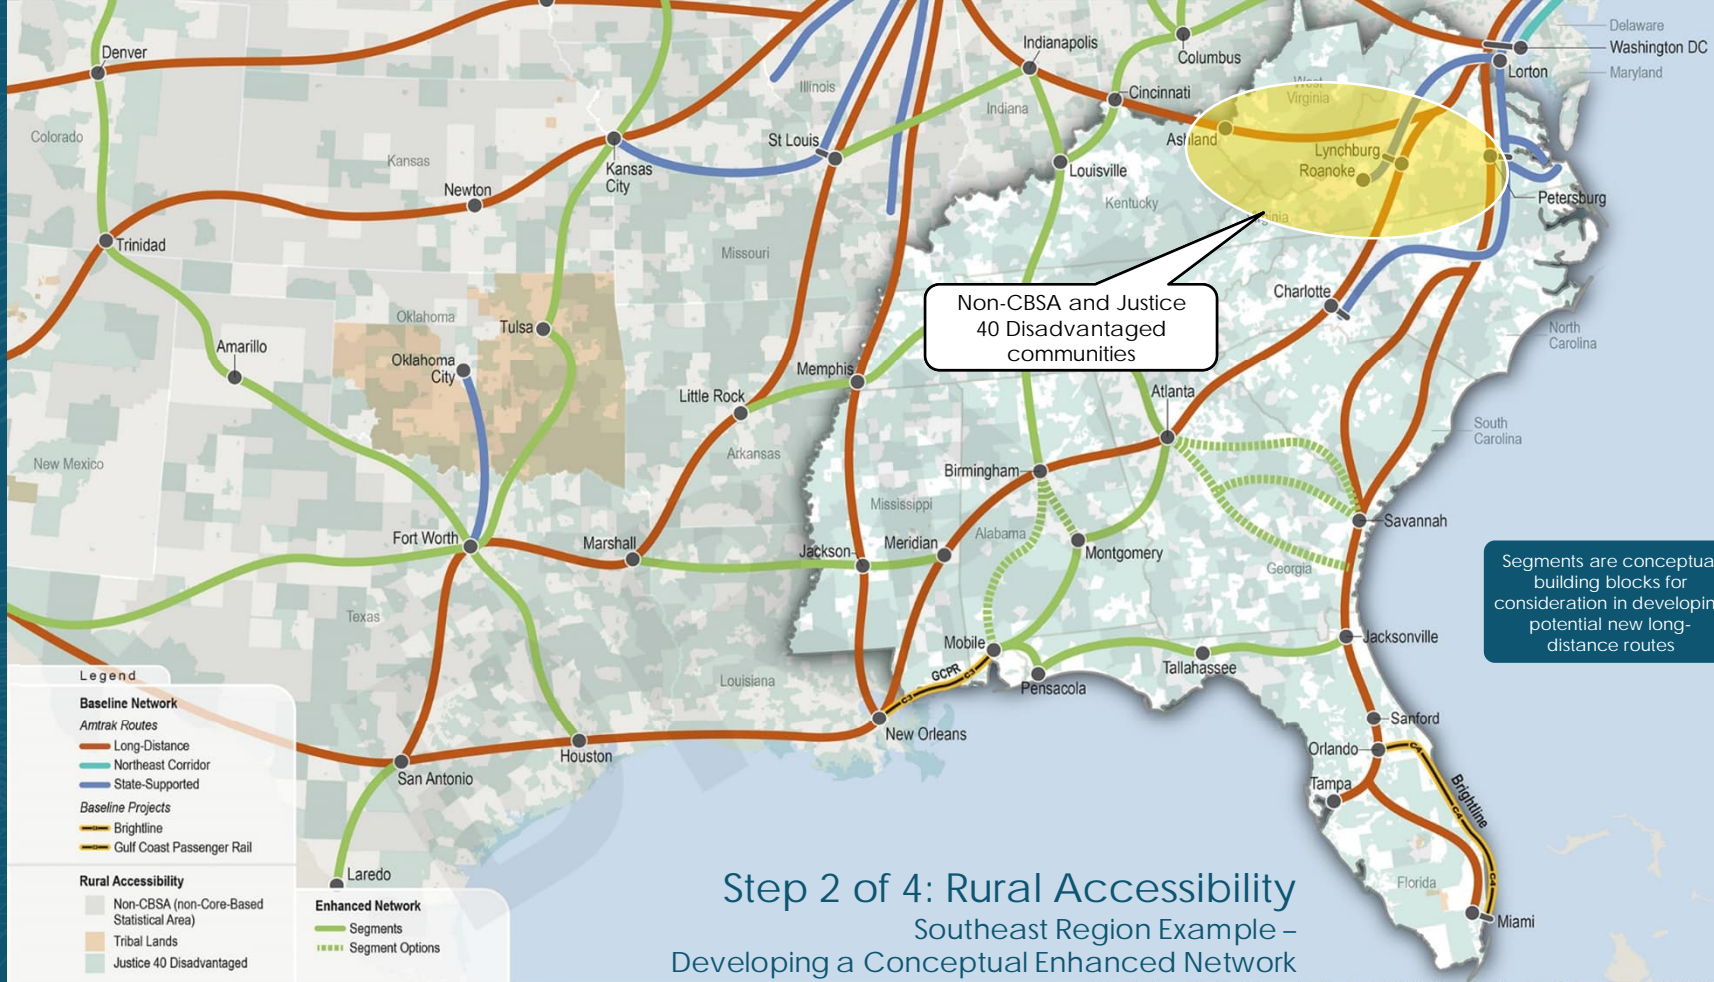 Delaware
Washington DC
Lorton
Maryland
Denver
Indianapolis
Columbus
Illinois
Indiana
Cincinnati
West
Virginia
Colorado
Kansas
St Louis
Ashland
Lynchburg
Roanoke
Kansas
City
Louisville
Newton
Kentucky
Petersburg
Trinidad
Missouri
Non-CBSA and Justice
40 Disadvantaged
communities
Charlotte
North
Carolina
Oklahoma
Tulsa
Amarillo
Oklahoma
City
Memphis
Little Rock
Atlanta
South
Carolina
New Mexico
Arkansas
Birmingham
Mississippi
Alabama
Savannah
Fort Worth
Marshall
Jackson
Meridian
Montgomery
Georgia
Segments are conceptua
building blocks for
consideration in developin
potential new long-
distance routes
Texas
Mobile
Jacksonville
Tallahassee
Louisiana
GCPR
C3
C3
Pensacola
New Orleans
Sanford
Orlando
C4
Houston
San Antonio
Tampa
Brightline
C4
C4
Florida
Miami
Laredo
Legend
Baseline Network
Amtrak Routes
Long-Distance
Northeast Corridor
State-Supported
Baseline Projects
Brightline
Gulf Coast Passenger Rail
Rural Accessibility
Non-CBSA (non-Core-Based
Statistical Area)
Tribal Lands
Justice 40 Disadvantaged
Enhanced Network
Segments
Segment Options
Step 2 of 4: Rural Accessibility
Southeast Region Example –
Developing a Conceptual Enhanced Network